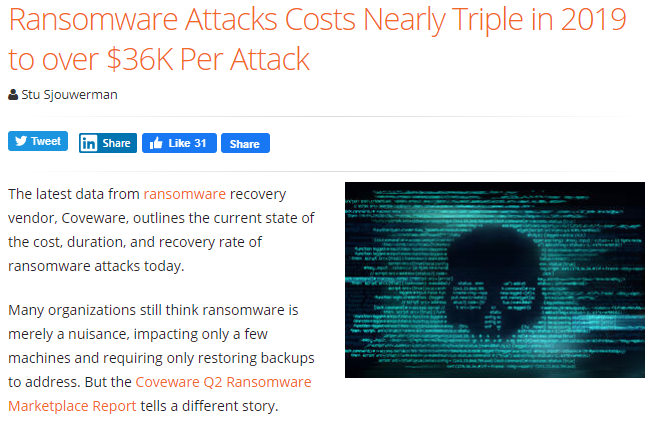 Ransomware Attacks Costs Nearly Triple in 2019
to over $36K Per Attack
Stu Sjouwerman
Tweet
in Share
Like 31
Share
The latest data from ransomware recovery
vendor, Coveware, outlines the current state of
the cost, duration, and recovery rate of
ransomware attacks today.
Many organizations still think ransomware is
merely a nuisance, impacting only a few
machines and requiring only restoring backups
to address. But the Coveware Q2 Ransomware
Marketplace Report tells a different story.